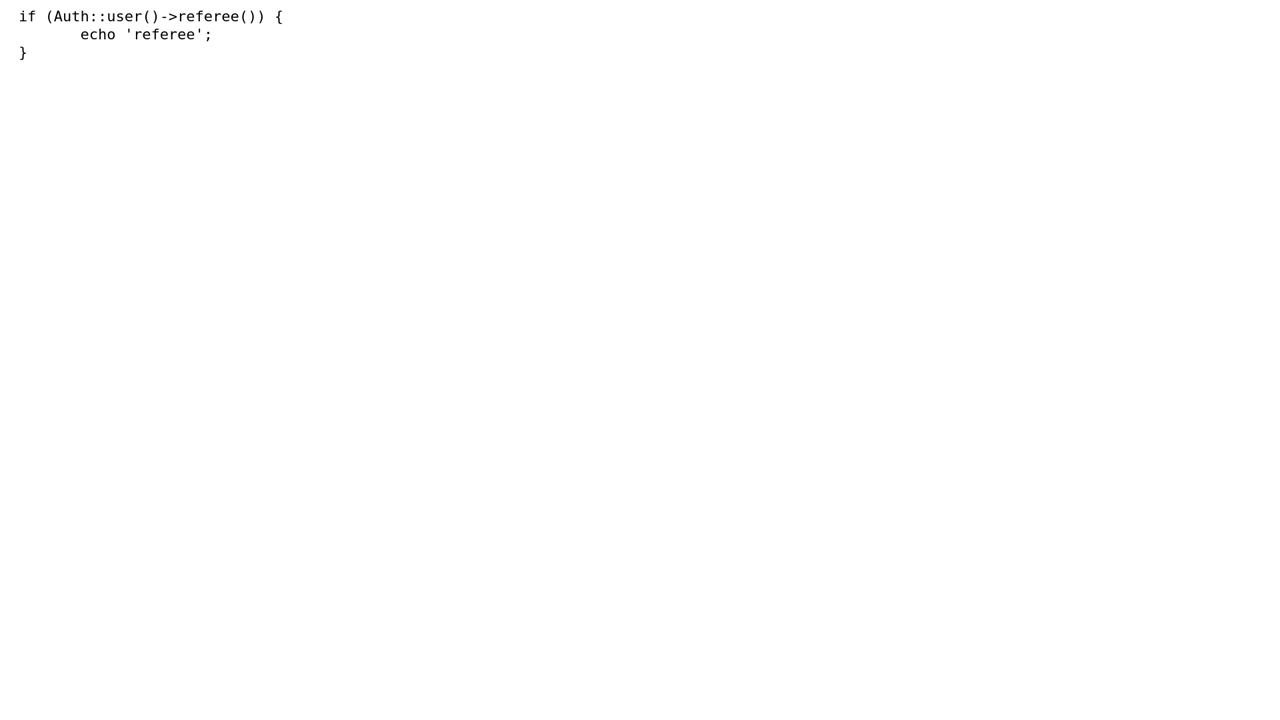 if (Auth::user()->referee()) {
       echo 'referee';
}